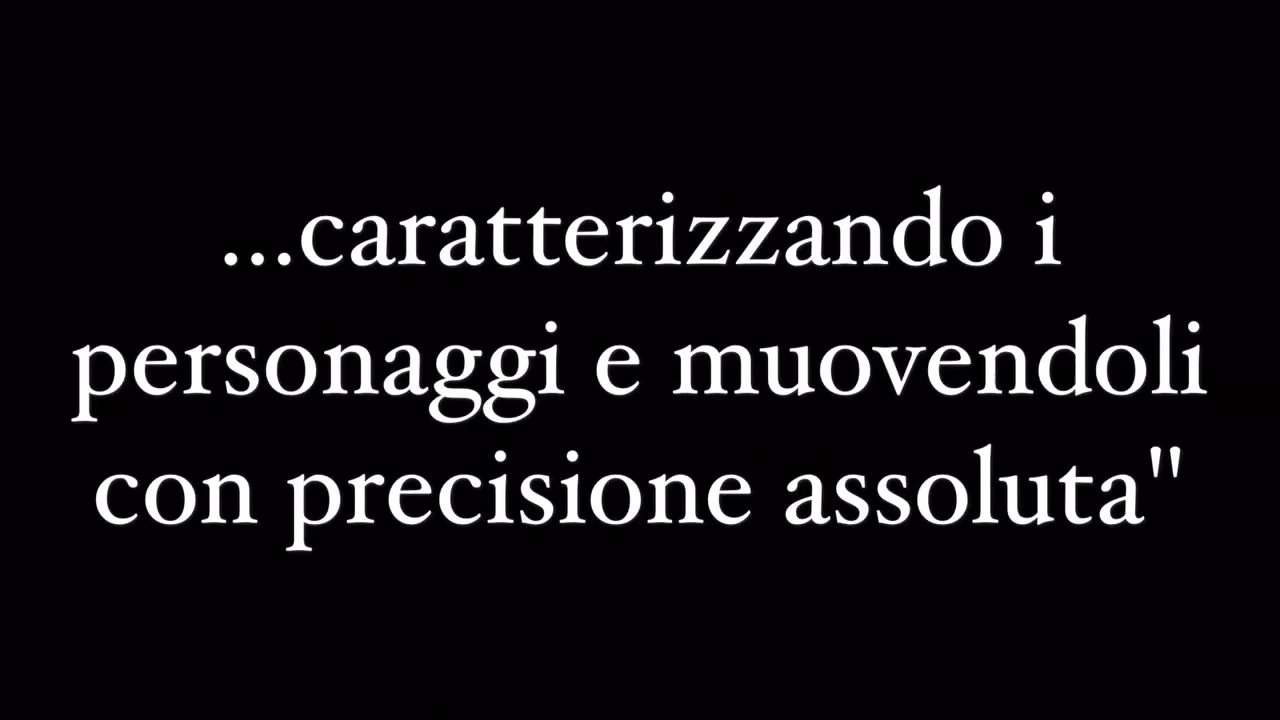 ...caratterizzando i
personaggi e muovendoli
con precisione assoluta"